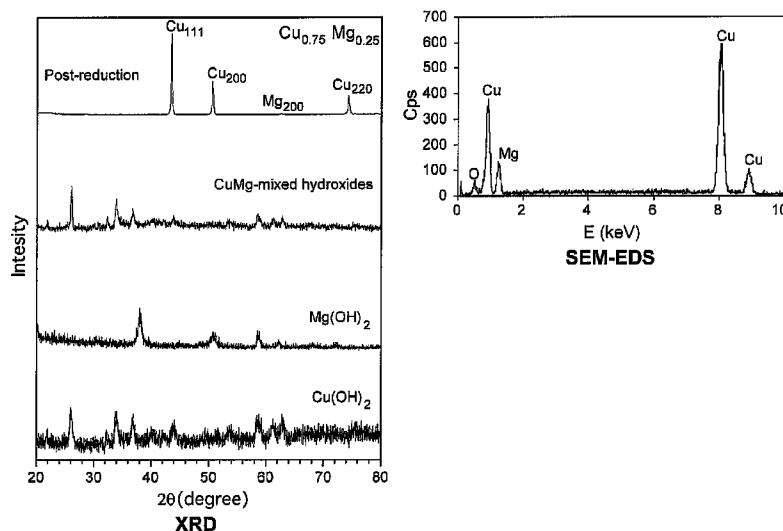 Cu111
Cu0.75 Mg0.25
Post-reduction
Cu200
Cu220
Mg200
CuMg-mixed hydroxides
Mg(OH)2
Cu(OH)2
Intesity
20 30 40 50 60 70 80
2θ(degree)
XRD
Cps
700
600
500
400
300
200
100
0
Cu
Cu
Mg
O
Cu
0 2 4 6 8 10
E (keV)
SEM-EDS